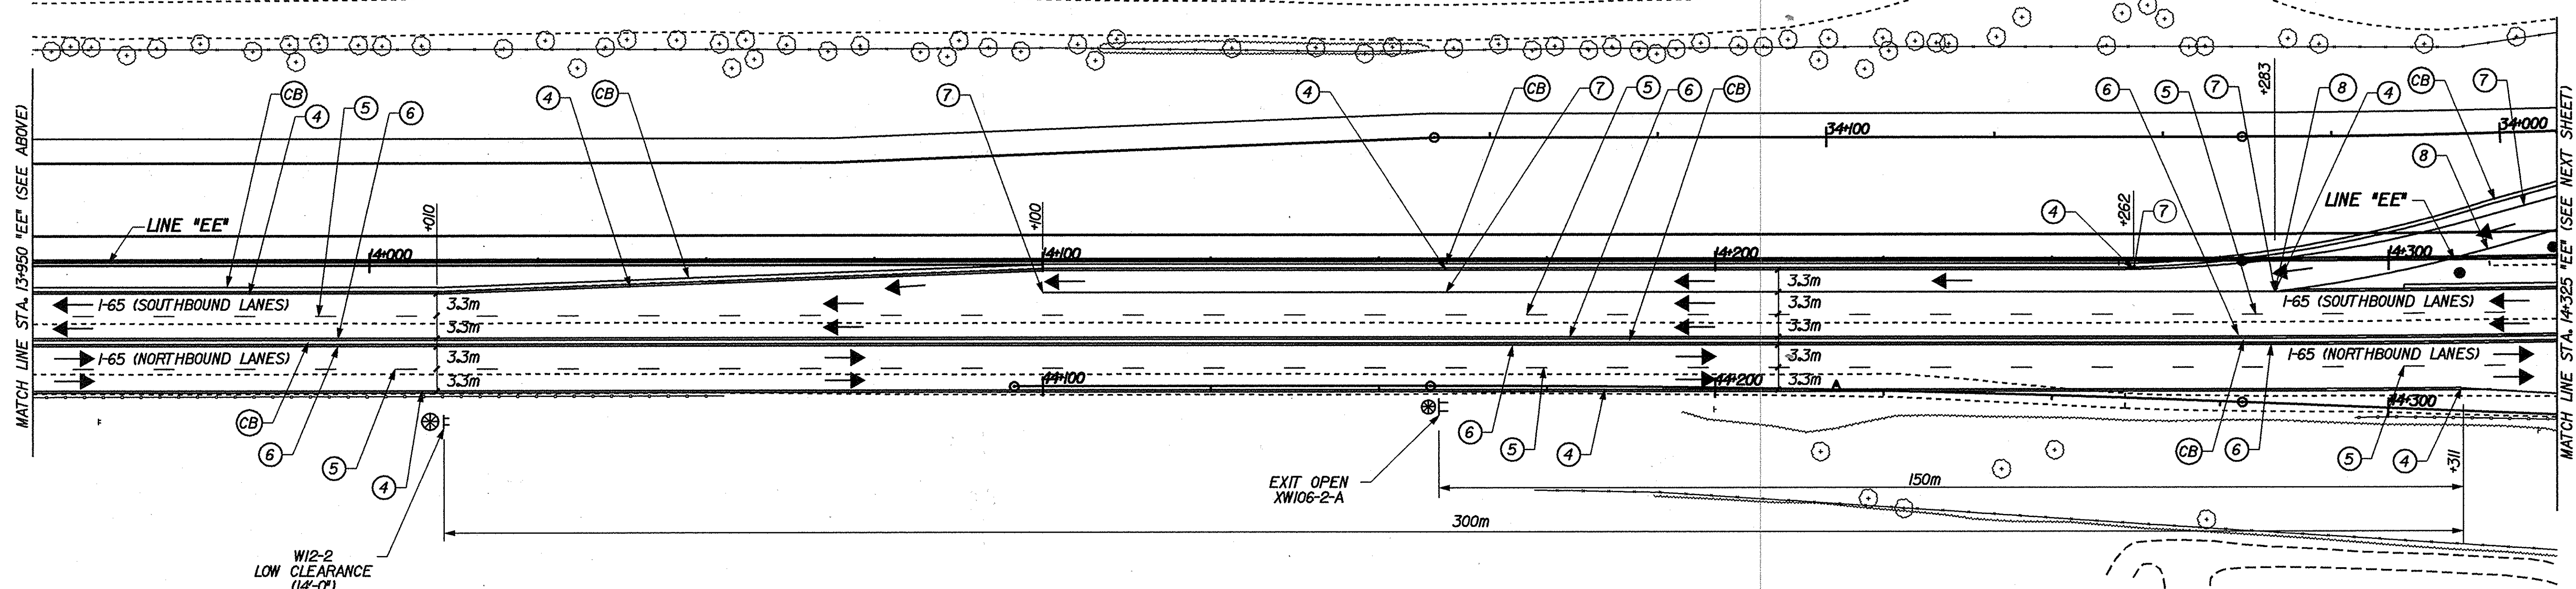 CB
4
5
6
4
CB
7
4
CB
7
5
6
CB
6
5
7
+283
8
4
CB
7
34+100
34+000
8
LINE "EE"
LINE "EE"
14+000
+010
+100
14+100
14+200
4
+262
7
14+300
MATCH LINE STA. 13+950 "EE" (SEE ABOVE)
MATCH LINE STA. 14+325 "EE" (SEE NEXT SHEET)
I-65 (SOUTHBOUND LANES)
3.3m
3.3m
3.3m
3.3m
3.3m
3.3m
I-65 (SOUTHBOUND LANES)
I-65 (NORTHBOUND LANES)
3.3m
3.3m
I-65 (NORTHBOUND LANES)
3.3m
44+100
44+200
A
44+300
CB
6
5
4
6
5
4
CB
6
5
4
+311
EXIT OPEN
XW106-2-A
150m
300m
W12-2
LOW CLEARANCE
(14'-0")